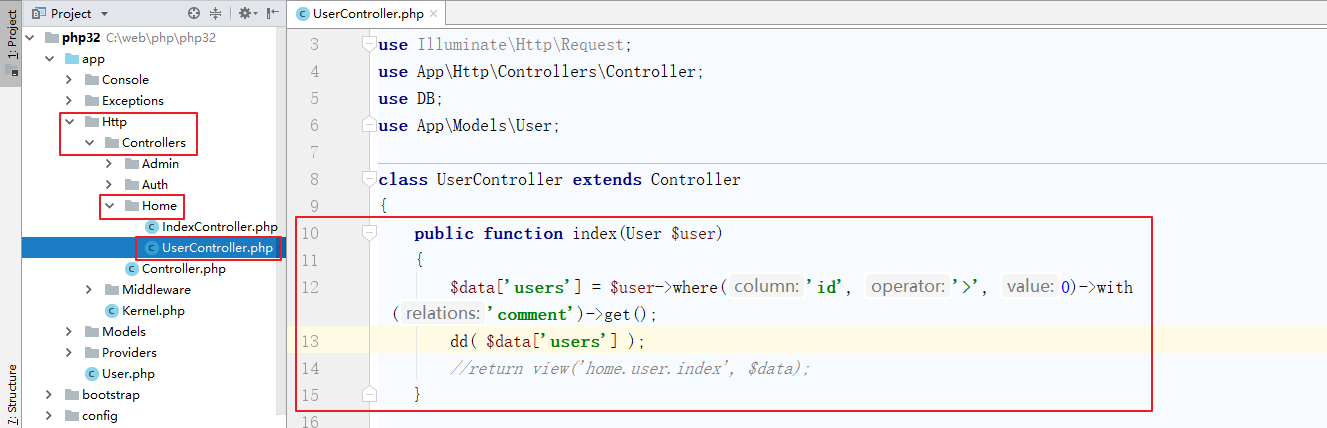 1: Project
7: Structure
Project
php32 C:\web\php\php32
app
Console
Exceptions
Http
Controllers
Admin
Auth
Home
IndexController.php
UserController.php
Controller.php
Middleware
Kernel.php
Models
Providers
User.php
bootstrap
config
UserController.php
3 use Illuminate\Http\Request;
4 use App\Http\Controllers\Controller;
5 use DB;
6 use App\Models\User;
7
8 class UserController extends Controller
9 {
10 public function index(User $user)
11 {
12 $data['users'] = $user->where( column: 'id', operator: '>', value: 0)->with
( relations: 'comment')->get();
13 dd( $data['users'] );
14 //return view('home.user.index', $data);
15 }
16